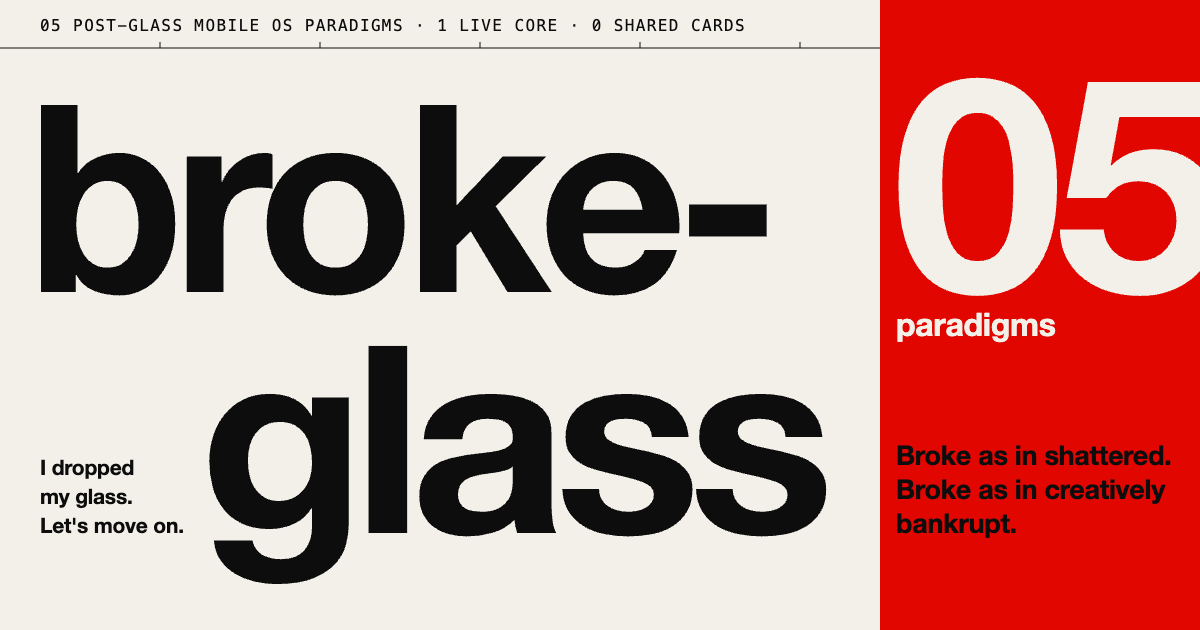 05 POST–GLASS MOBILE OS PARADIGMS · 1 LIVE CORE · 0 SHARED CARDS
broke-
glass
I dropped
my glass.
Let's move on.
05
paradigms
Broke as in shattered.
Broke as in creatively
bankrupt.